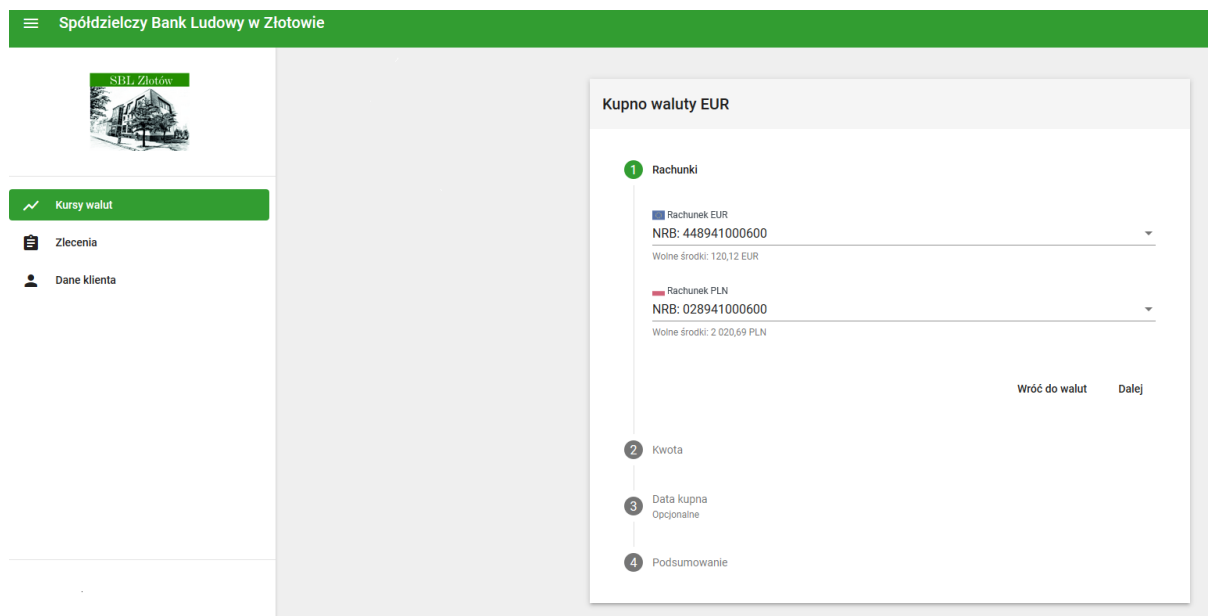 Spółdzielczy Bank Ludowy w Złotowie
SBL Złotów
Kursy walut
Zlecenia
Dane klienta
Kupno waluty EUR
1 Rachunki
Rachunek EUR
NRB: 448941000600
Wolne środki: 120,12 EUR
Rachunek PLN
NRB: 028941000600
Wolne środki: 2 020,69 PLN
Wróć do walut Dalej
2 Kwota
3 Data kupna
Opcjonalne
4 Podsumowanie